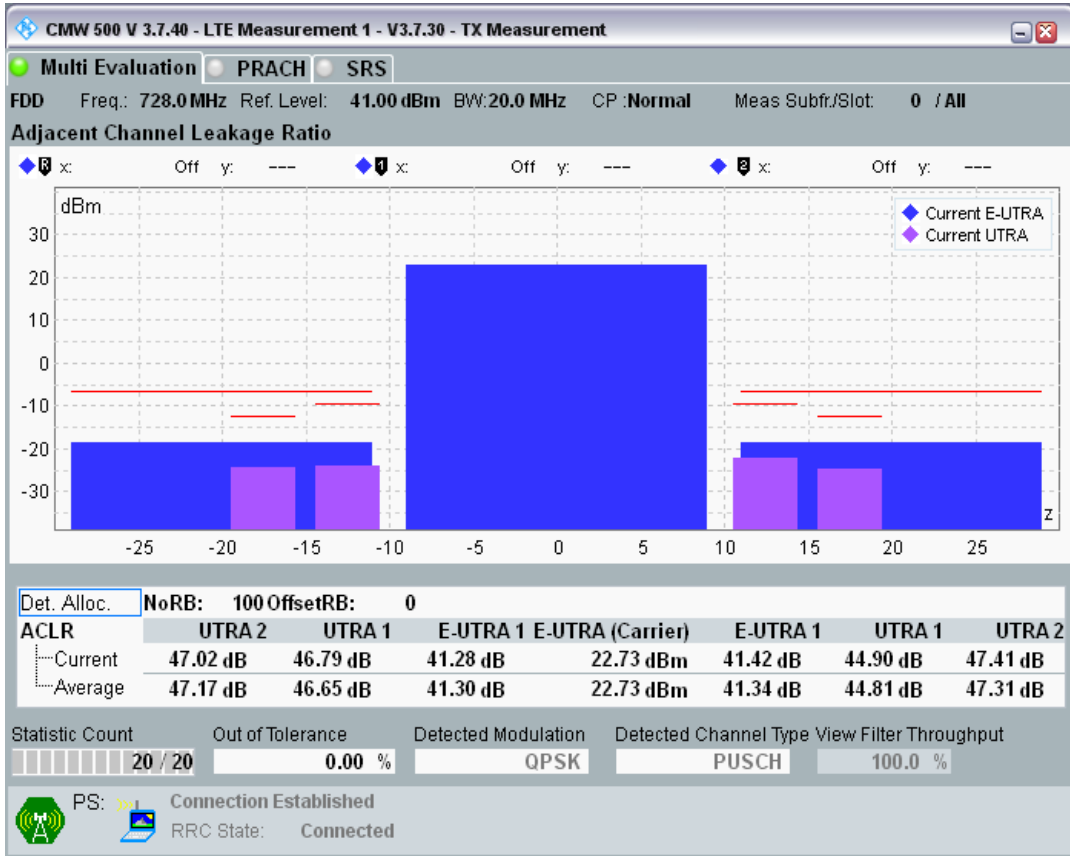 CMW 500 V 3.7.40 - LTE Measurement 1 - V3.7.30 - TX Measurement
Multi Evaluation PRACH SRS
FDD Freq.: 728.0 MHz Ref. Level: 41.00 dBm BW: 20.0 MHz CP :Normal Meas Subfr./Slot: 0 / All
Adjacent Channel Leakage Ratio
R x: Off y: --- 1 x: Off y: --- 2 x: Off y: ---
dBm
Current E-UTRA
Current UTRA
30
20
10
0
-10
-20
-30
z
-25 -20 -15 -10 -5 0 5 10 15 20 25
Det. Alloc. NoRB: 100 OffsetRB: 0
ACLR UTRA 2 UTRA 1 E-UTRA 1 E-UTRA (Carrier) E-UTRA 1 UTRA 1 UTRA 2
Current 47.02 dB 46.79 dB 41.28 dB 22.73 dBm 41.42 dB 44.90 dB 47.41 dB
Average 47.17 dB 46.65 dB 41.30 dB 22.73 dBm 41.34 dB 44.81 dB 47.31 dB
Statistic Count Out of Tolerance Detected Modulation Detected Channel Type View Filter Throughput
20 / 20 0.00 % QPSK PUSCH 100.0 %
PS: Connection Established
RRC State: Connected